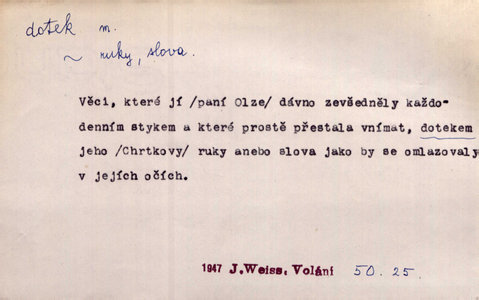 dotek m.
~ ruky, slova.
Věci, které jí /paní Olze/ dávno zevšedněly každo-
denním stykem a které prostě přestala vnímat, dotekem
jeho /Chrtkovy/ ruky anebo slova jako by se omlazovaly
v jejích očích.
1947 J.Weiss. Volání 50. 25.